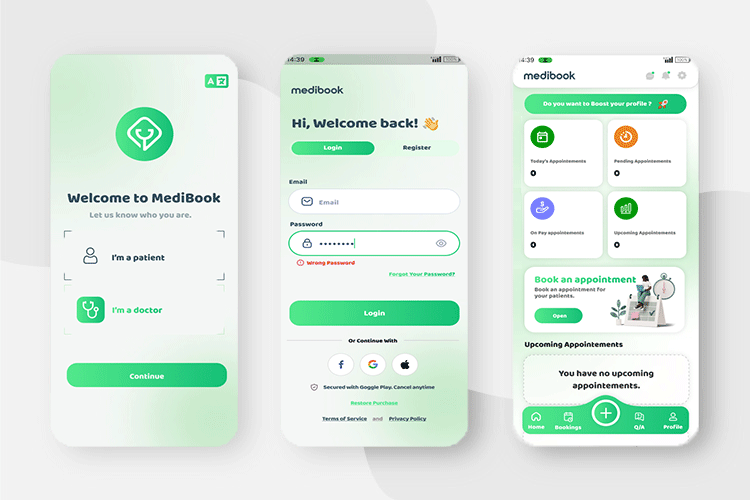 AZ
Welcome to MediBook
Let us know who you are.
I'm a patient
I'm a doctor
Continue
4:39
medibook
Hi, Welcome back! 👋
Login
Register
Email
Email
Password
••••••••
Wrong Password
Forgot Your Password?
Login
Or Continue With
Secured with Goggle Play. Cancel anytime
Restore Purchase
Terms of Service and Privacy Policy
4:39
medibook
Do you want to Boost your profile ? 🚀
Today's Appointements
0
Pending Appointements
0
On Pay appointements
0
Upcoming Appointements
0
Book an appointment
Book an appointment for
your patients.
Open
Upcoming Appointements
You have no upcoming
appointements.
Home
Bookings
Q/A
Profile